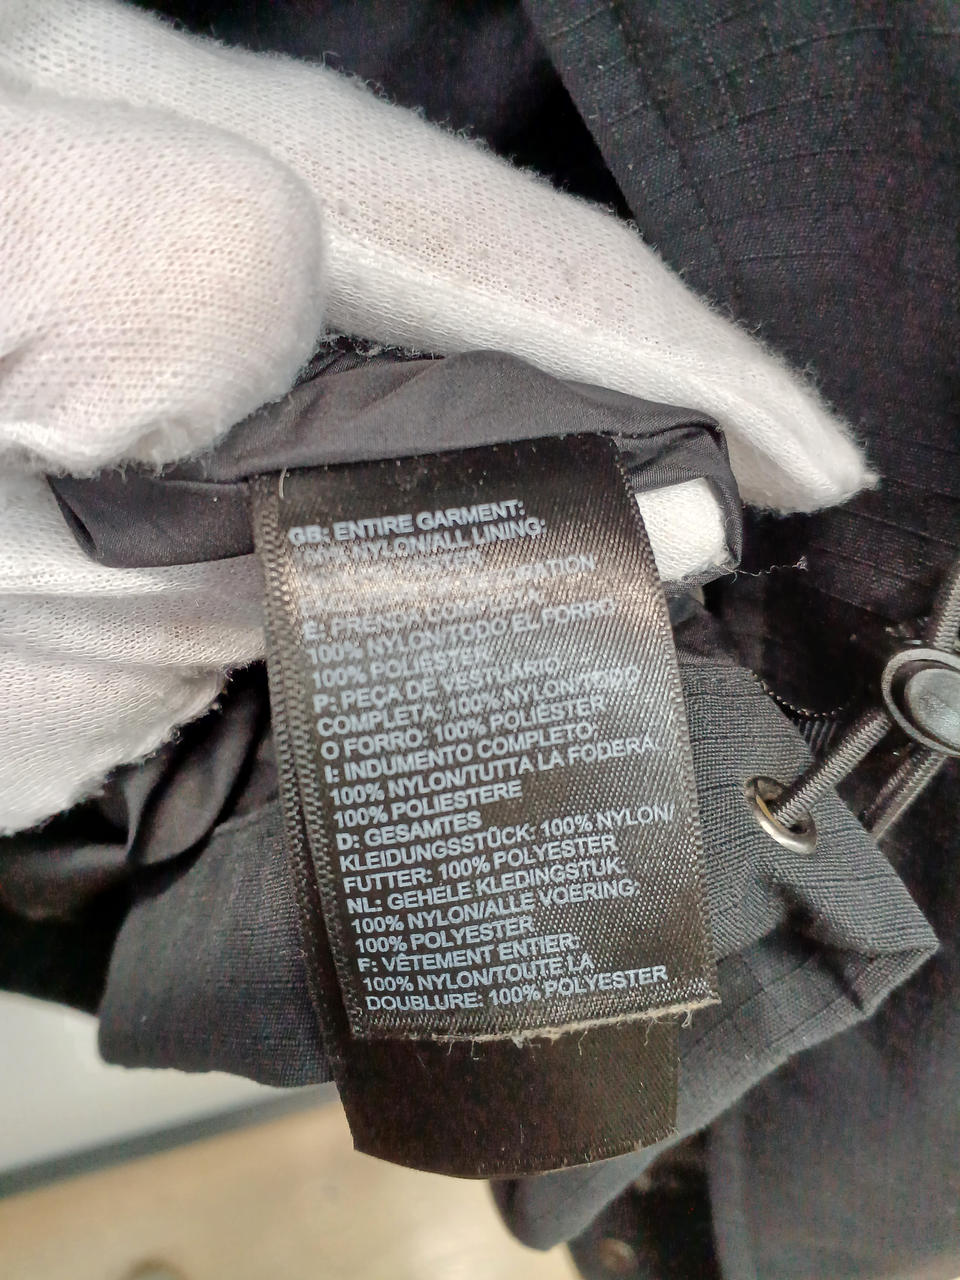 GB: ENTIRE GARMENT:
100% NYLON/ALL LINING:
E: PRENDA COMPLETA:
100% NYLON/TODO EL FORRO
100% POLIÉSTER
P: PEÇA DE VESTUÁRIO
COMPLETA: 100% NYLON/TODO
O FORRO: 100% POLIÉSTER
I: INDUMENTO COMPLETO
100% NYLON/TUTTA LA FODERA:
100% POLIESTERE
D: GESAMTES
KLEIDUNGSSTÜCK: 100% NYLON/
FUTTER: 100% POLYESTER
NL: GEHELE KLEDINGSTUK:
100% NYLON/ALLE VOERING:
100% POLYESTER
F: VÊTEMENT ENTIER:
100% NYLON/TOUTE LA
DOUBLURE: 100% POLYESTER